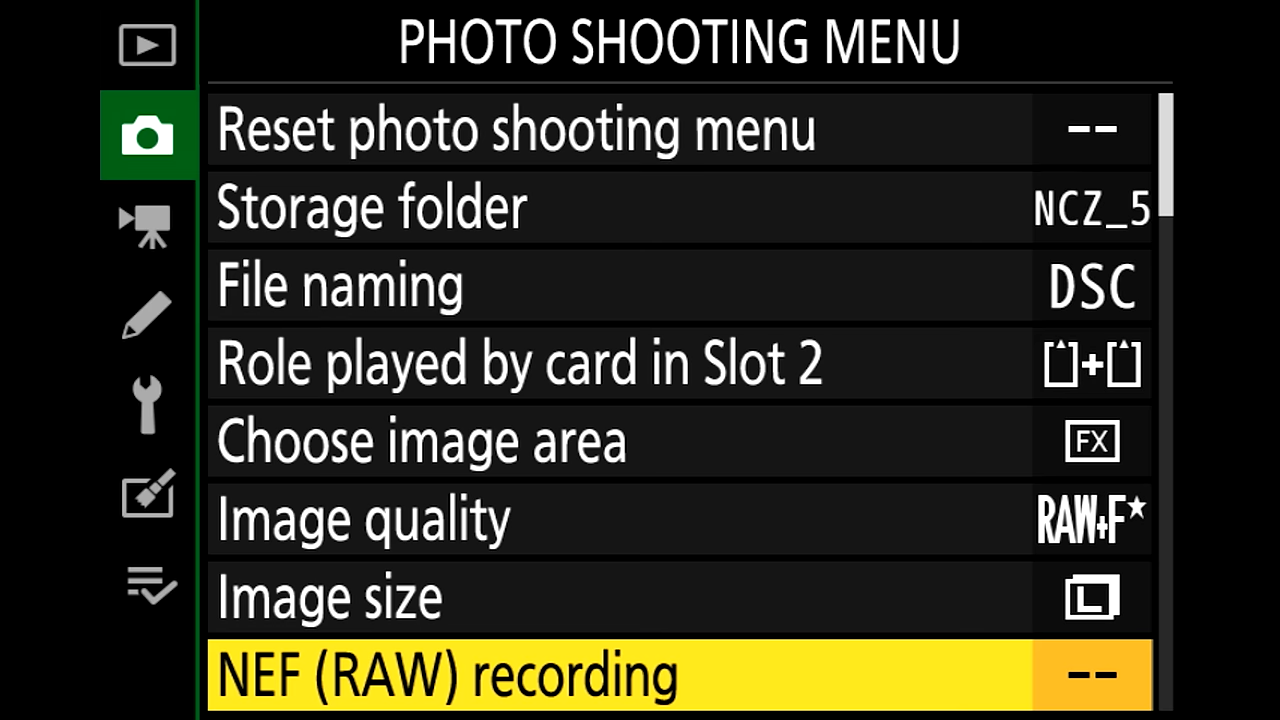 PHOTO SHOOTING MENU
Reset photo shooting menu --
Storage folder NCZ_5
File naming DSC
Role played by card in Slot 2 +
Choose image area FX
Image quality RAW+F★
Image size L
NEF (RAW) recording --